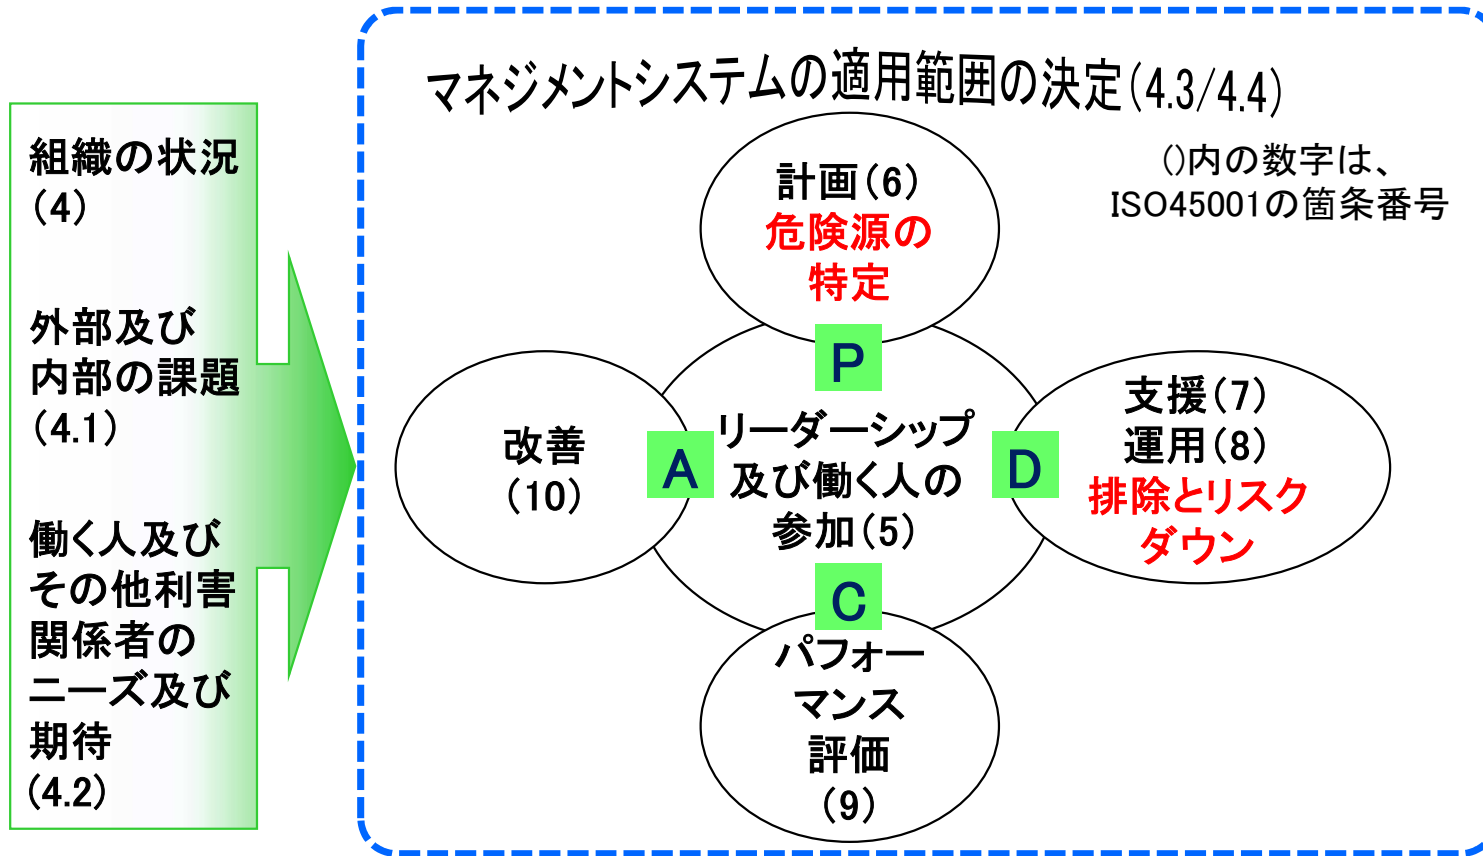 マネジメントシステムの適用範囲の決定(4.3/4.4)
()内の数字は、
ISO45001の箇条番号
組織の状況
(4)
外部及び
内部の課題
(4.1)
働く人及び
その他利害
関係者の
ニーズ及び
期待
(4.2)
計画(6)
危険源の
特定
P
支援(7)
運用(8)
排除とリスク
ダウン
D
リーダーシップ
及び働く人の
参加(5)
A
改善
(10)
C
パフォー
マンス
評価
(9)